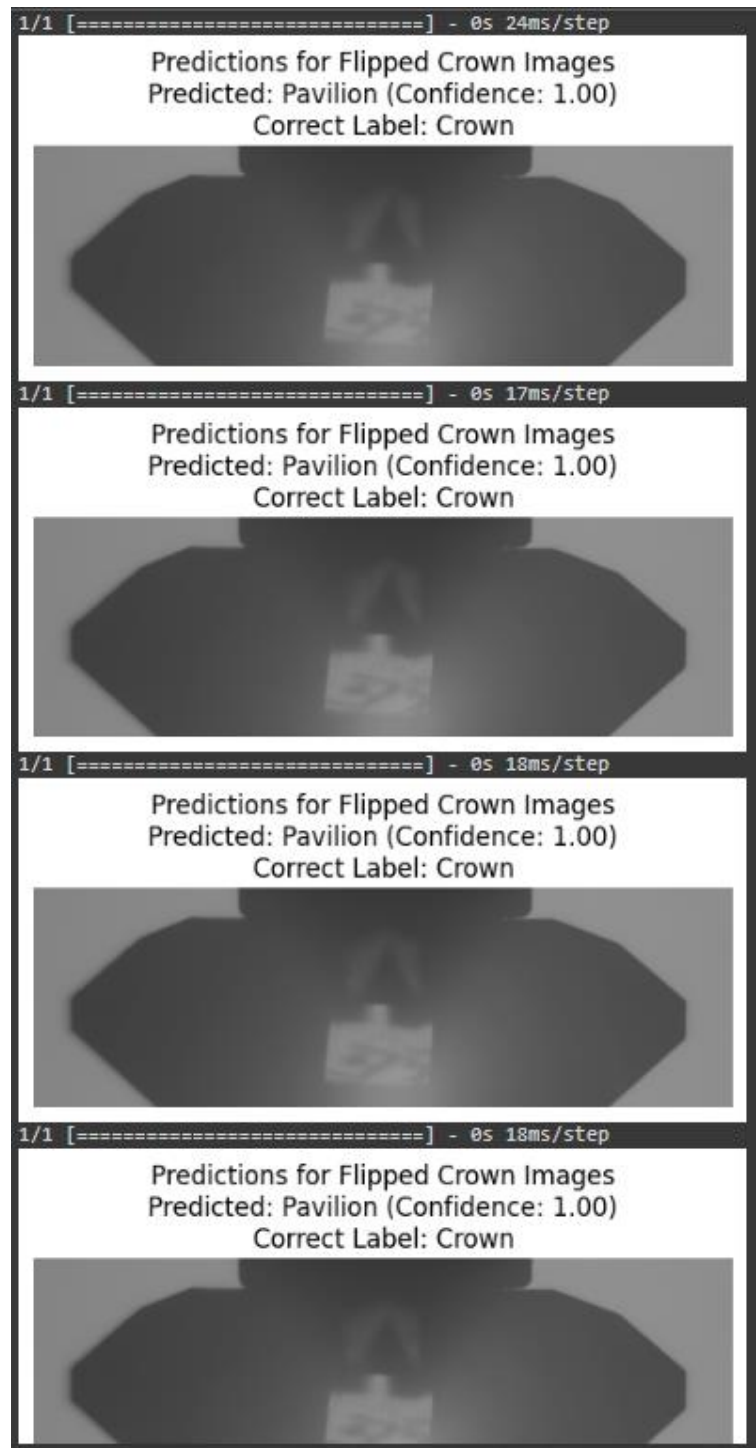 1/1 [==============================] - 0s 24ms/step
Predictions for Flipped Crown Images
Predicted: Pavilion (Confidence: 1.00)
Correct Label: Crown
1/1 [==============================] - 0s 17ms/step
Predictions for Flipped Crown Images
Predicted: Pavilion (Confidence: 1.00)
Correct Label: Crown
1/1 [==============================] - 0s 18ms/step
Predictions for Flipped Crown Images
Predicted: Pavilion (Confidence: 1.00)
Correct Label: Crown
1/1 [==============================] - 0s 18ms/step
Predictions for Flipped Crown Images
Predicted: Pavilion (Confidence: 1.00)
Correct Label: Crown